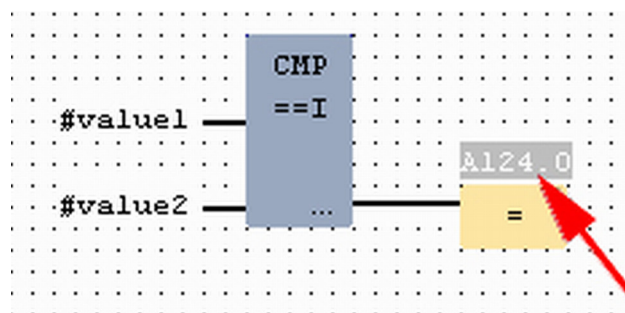 CMP
==I
#value1
A124.0
#value2
...
=